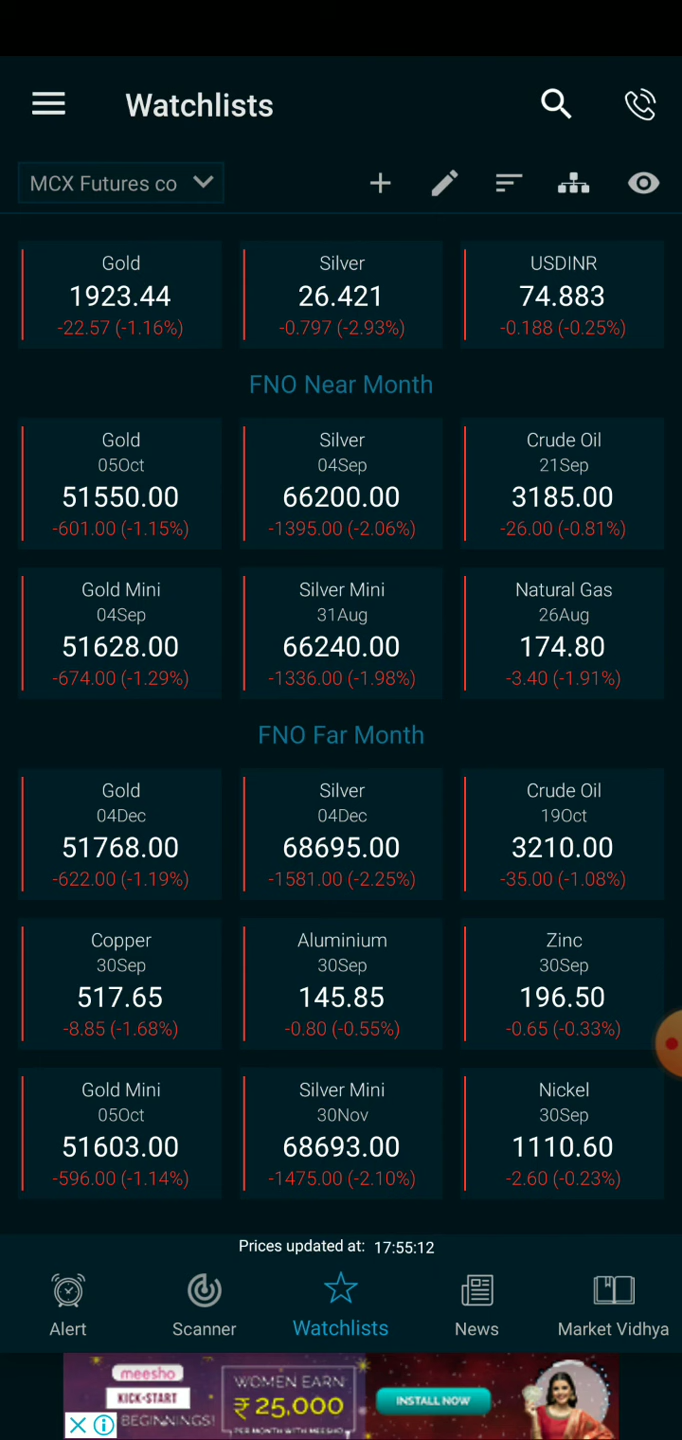 Watchlists
MCX Futures co
Gold Silver USDINR
1923.44 26.421 74.883
-22.57 (-1.16%) -0.797 (-2.93%) -0.188 (-0.25%)
FNO Near Month
Gold Silver Crude Oil
05Oct 04Sep 21Sep
51550.00 66200.00 3185.00
-601.00 (-1.15%) -1395.00 (-2.06%) -26.00 (-0.81%)
Gold Mini Silver Mini Natural Gas
04Sep 31Aug 26Aug
51628.00 66240.00 174.80
-674.00 (-1.29%) -1336.00 (-1.98%) -3.40 (-1.91%)
FNO Far Month
Gold Silver Crude Oil
04Dec 04Dec 19Oct
51768.00 68695.00 3210.00
-622.00 (-1.19%) -1581.00 (-2.25%) -35.00 (-1.08%)
Copper Aluminium Zinc
30Sep 30Sep 30Sep
517.65 145.85 196.50
-8.85 (-1.68%) -0.80 (-0.55%) -0.65 (-0.33%)
Gold Mini Silver Mini Nickel
05Oct 30Nov 30Sep
51603.00 68693.00 1110.60
-596.00 (-1.14%) -1475.00 (-2.10%) -2.60 (-0.23%)
Prices updated at: 17:55:12
Alert Scanner Watchlists News Market Vidhya
meesho
KICK-START
BEGINNINGS!
WOMEN EARN
₹ 25,000
PER MONTH WITH MEESHO
INSTALL NOW